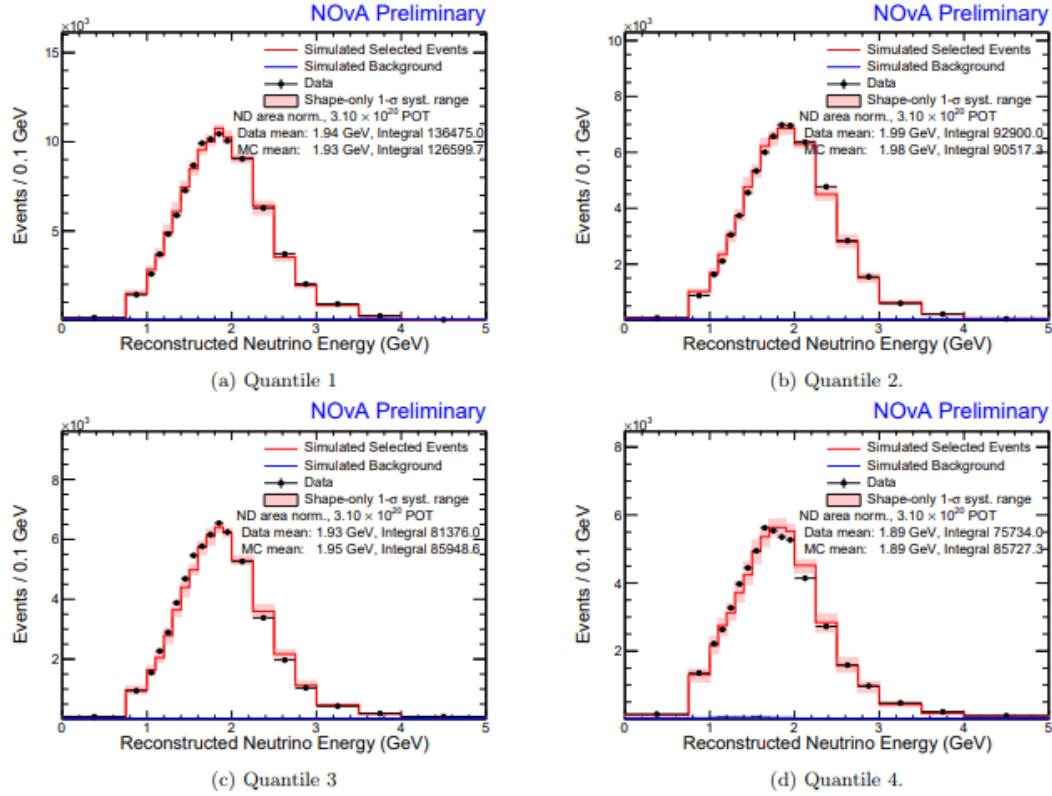 NOvA Preliminary
×10³
Simulated Selected Events
Simulated Background
Data
Shape-only 1-σ syst. range
ND area norm., 3.10 × 10²⁰ POT
Data mean: 1.94 GeV, Integral 136475.0
MC mean: 1.93 GeV, Integral 126599.7
Events / 0.1 GeV
15
10
5
0 1 2 3 4 5
Reconstructed Neutrino Energy (GeV)
(a) Quantile 1
NOvA Preliminary
×10³
Simulated Selected Events
Simulated Background
Data
Shape-only 1-σ syst. range
ND area norm., 3.10 × 10²⁰ POT
Data mean: 1.99 GeV, Integral 92900.0
MC mean: 1.98 GeV, Integral 90517.3
Events / 0.1 GeV
10
8
6
4
2
0 1 2 3 4 5
Reconstructed Neutrino Energy (GeV)
(b) Quantile 2.
NOvA Preliminary
×10³
Simulated Selected Events
Simulated Background
Data
Shape-only 1-σ syst. range
ND area norm., 3.10 × 10²⁰ POT
Data mean: 1.93 GeV, Integral 81376.0
MC mean: 1.95 GeV, Integral 85948.6
Events / 0.1 GeV
8
6
4
2
0 1 2 3 4 5
Reconstructed Neutrino Energy (GeV)
(c) Quantile 3
NOvA Preliminary
×10³
Simulated Selected Events
Simulated Background
Data
Shape-only 1-σ syst. range
ND area norm., 3.10 × 10²⁰ POT
Data mean: 1.89 GeV, Integral 75734.0
MC mean: 1.89 GeV, Integral 85727.3
Events / 0.1 GeV
8
6
4
2
0 1 2 3 4 5
Reconstructed Neutrino Energy (GeV)
(d) Quantile 4.